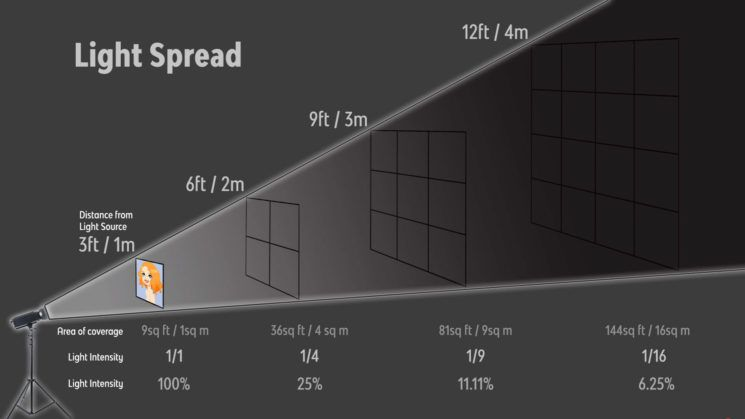 Light Spread
12ft / 4m
9ft / 3m
6ft / 2m
Distance from
Light Source
3ft / 1m
Area of coverage 9sq ft / 1sq m 36sq ft / 4 sq m 81sq ft / 9sq m 144sq ft / 16sq m
Light Intensity 1/1 1/4 1/9 1/16
Light Intensity 100% 25% 11.11% 6.25%